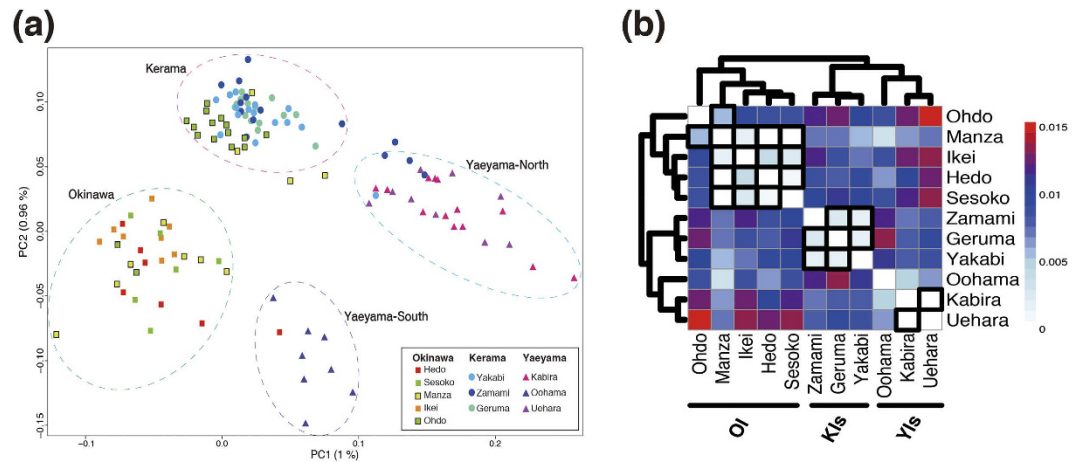 (a)
Kerama
Yaeyama-North
Okinawa
Yaeyama-South
PC2 (0.96 %)
0.10
0.05
0.00
−0.05
−0.10
−0.15
−0.1
0.0
0.1
0.2
PC1 (1 %)
Okinawa Kerama Yaeyama
Hedo Yakabi Kabira
Sesoko Zamami Oohama
Manza Geruma Uehara
Ikei
Ohdo
(b)
Ohdo
Manza
Ikei
Hedo
Sesoko
Zamami
Geruma
Yakabi
Oohama
Kabira
Uehara
0.015
0.01
0.005
0
Ohdo
Manza
Ikei
Hedo
Sesoko
Zamami
Geruma
Yakabi
Oohama
Kabira
Uehara
OI
KIs
YIs